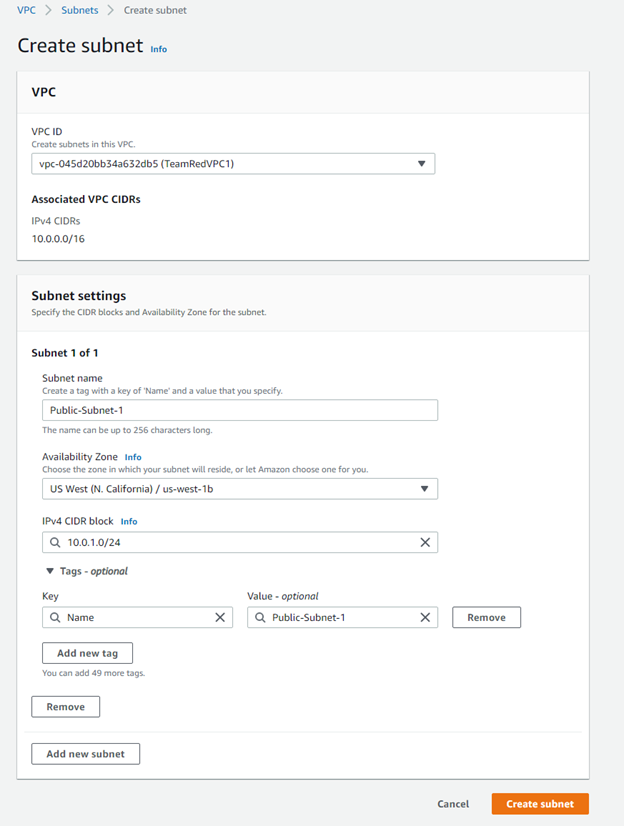 VPC > Subnets > Create subnet
Create subnet Info
VPC
VPC ID
Create subnets in this VPC.
vpc-045d20bb34a632db5 (TeamRedVPC1)
Associated VPC CIDRs
IPv4 CIDRs
10.0.0.0/16
Subnet settings
Specify the CIDR blocks and Availability Zone for the subnet.
Subnet 1 of 1
Subnet name
Create a tag with a key of 'Name' and a value that you specify.
Public-Subnet-1
The name can be up to 256 characters long.
Availability Zone Info
Choose the zone in which your subnet will reside, or let Amazon choose one for you.
US West (N. California) / us-west-1b
IPv4 CIDR block Info
10.0.1.0/24
Tags - optional
Key Value - optional
Name Public-Subnet-1 Remove
Add new tag
You can add 49 more tags.
Remove
Add new subnet
Cancel Create subnet